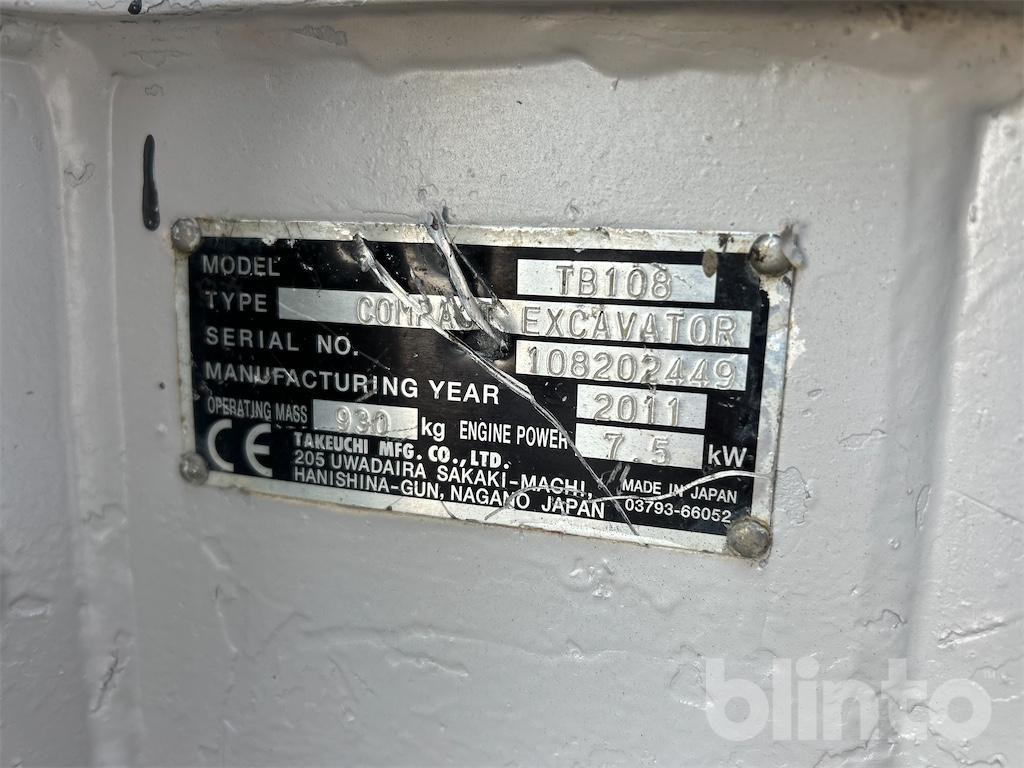 MODEL TB108
TYPE COMPACT EXCAVATOR
SERIAL NO. 108202449
MANUFACTURING YEAR 2011
OPERATING MASS 930 kg ENGINE POWER 7.5 kW
CE TAKEUCHI MFG. CO., LTD.
205 UWADAIRA SAKAKI-MACHI,
HANISHINA-GUN, NAGANO JAPAN
MADE IN JAPAN
03793-66052
blinto